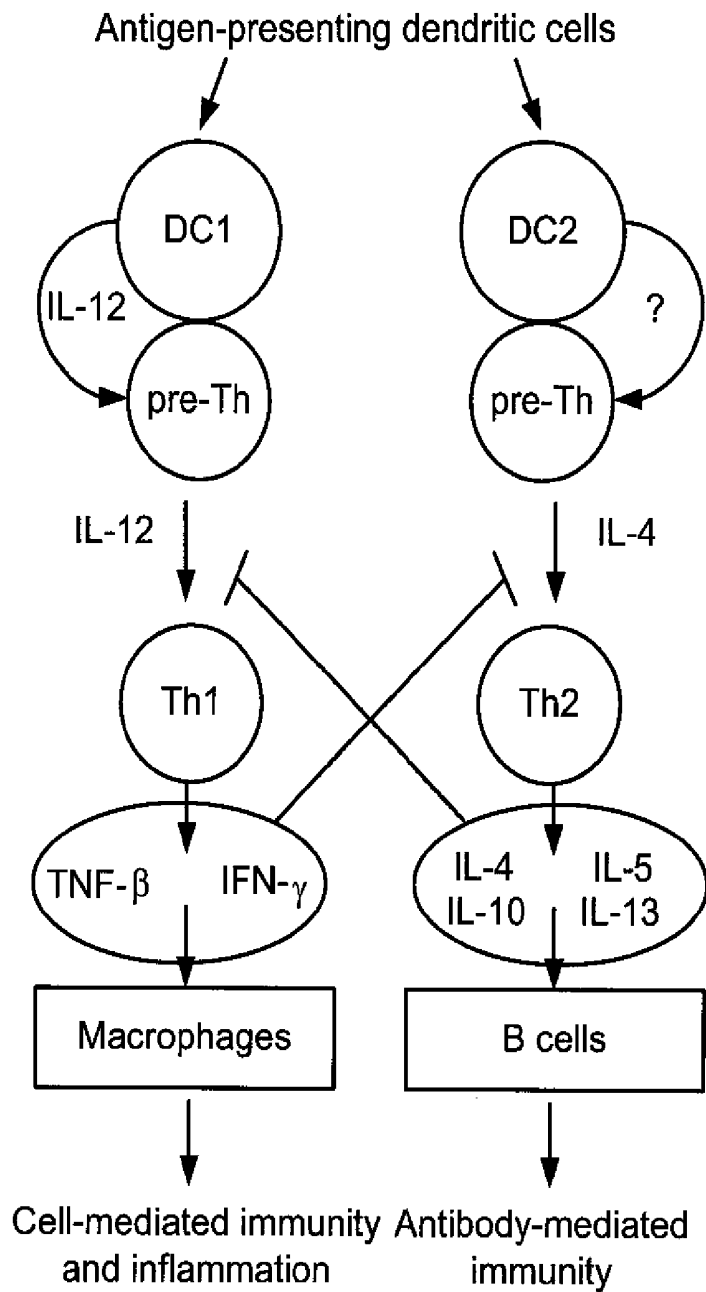 Antigen-presenting dendritic cells
DC1
DC2
IL-12
?
pre-Th
pre-Th
IL-12
IL-4
Th1
Th2
TNF-β IFN-γ
IL-4 IL-5
IL-10 IL-13
Macrophages
B cells
Cell-mediated immunity
and inflammation
Antibody-mediated
immunity